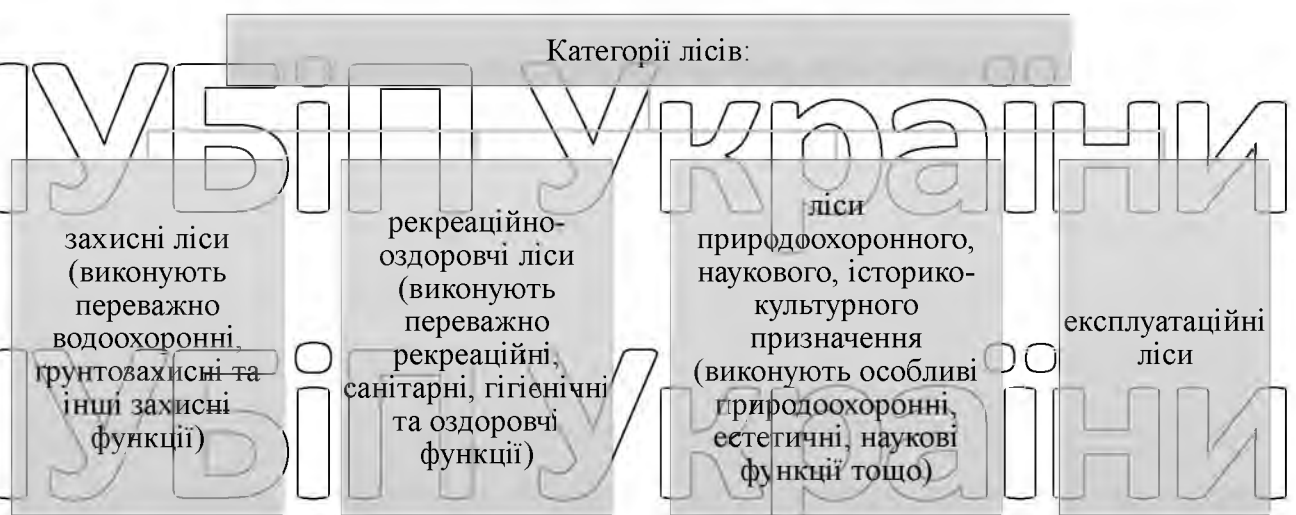 Категорії лісів:
захисні ліси
(виконують
переважно
водоохоронні,
ґрунтозахисні та
інші захисні
функції)
рекреаційно-
оздоровчі ліси
(виконують
переважно
рекреаційні,
санітарні, гігієнічні
та оздоровчі
функції)
ліси
природоохоронного,
наукового, історико-
культурного
призначення
(виконують особливі
природоохоронні,
естетичні, наукові
функції тощо)
експлуатаційні
ліси
УБіП України
УБіП України